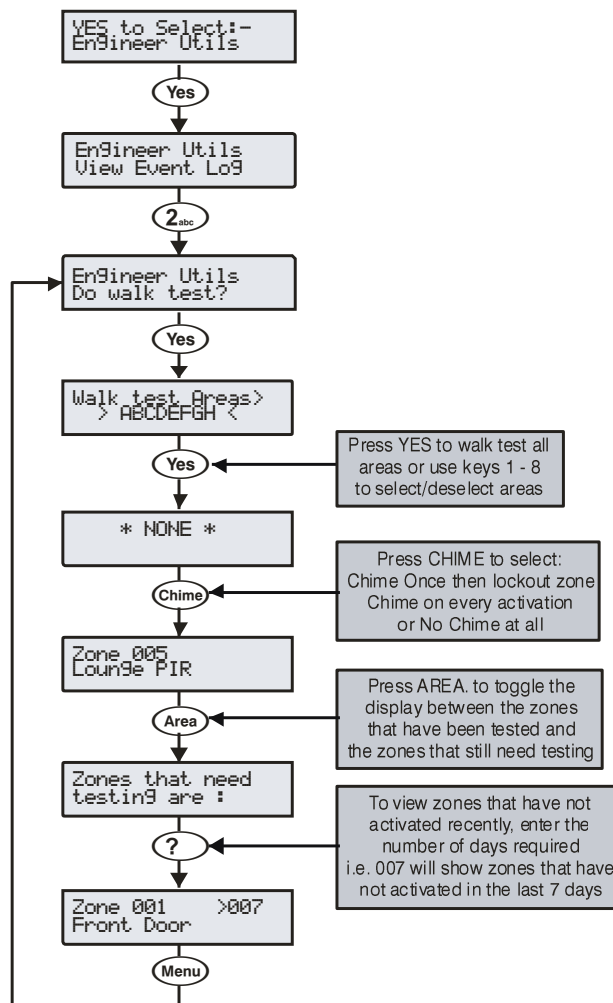 YES to Select:-
Engineer Utils
Yes
Engineer Utils
View Event Log
2abc
Engineer Utils
Do walk test?
Yes
Walk test Areas>
> ABCDEFGH <
Yes
Press YES to walk test all
areas or use keys 1 - 8
to select/deselect areas
* NONE *
Chime
Press CHIME to select:
Chime Once then lockout zone
Chime on every activation
or No Chime at all
Zone 005
Lounge PIR
Area
Press AREA. to toggle the
display between the zones
that have been tested and
the zones that still need testing
Zones that need
testing are :
?
To view zones that have not
activated recently, enter the
number of days required
i.e. 007 will show zones that have
not activated in the last 7 days
Zone 001 >007
Front Door
Menu